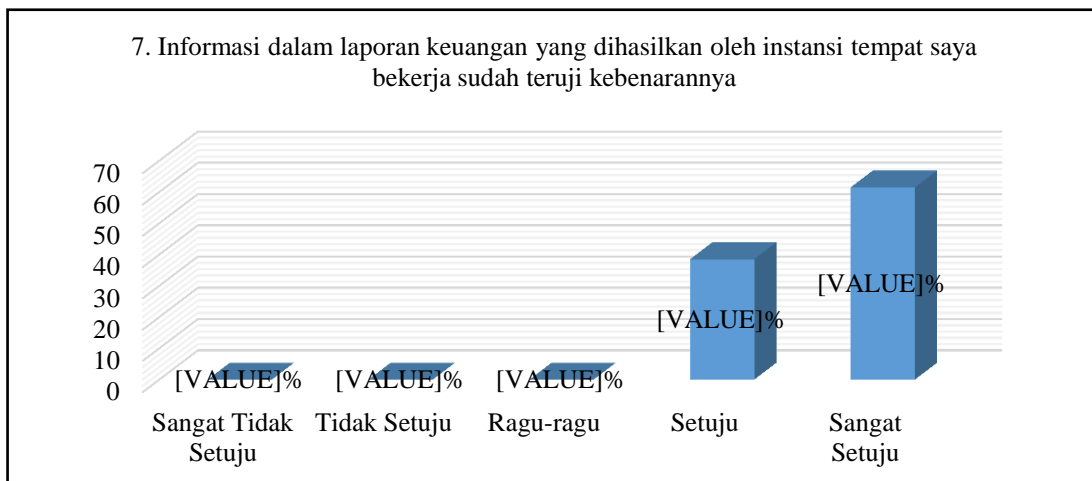 7. Informasi dalam laporan keuangan yang dihasilkan oleh instansi tempat saya
bekerja sudah teruji kebenarannya
70
60
50
40
30
20
10
0
[VALUE]%
[VALUE]%
[VALUE]%
[VALUE]%
[VALUE]%
Sangat Tidak
Setuju
Tidak Setuju
Ragu-ragu
Setuju
Sangat
Setuju